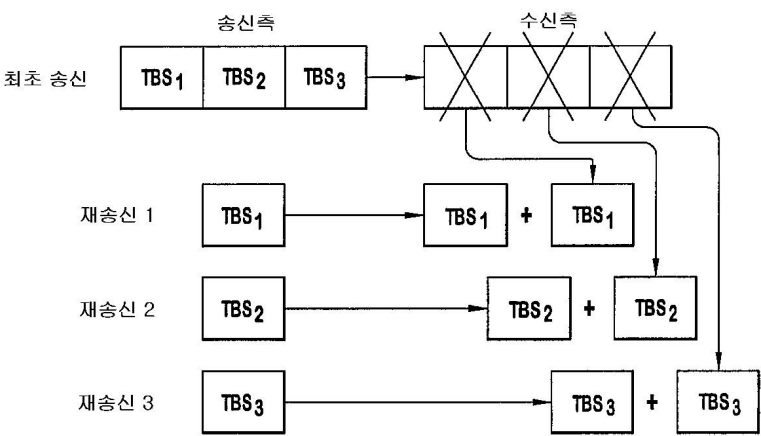 송신측 수신측
최초 송신 TBS1 TBS2 TBS3
재송신 1 TBS1 TBS1 + TBS1
재송신 2 TBS2 TBS2 + TBS2
재송신 3 TBS3 TBS3 + TBS3